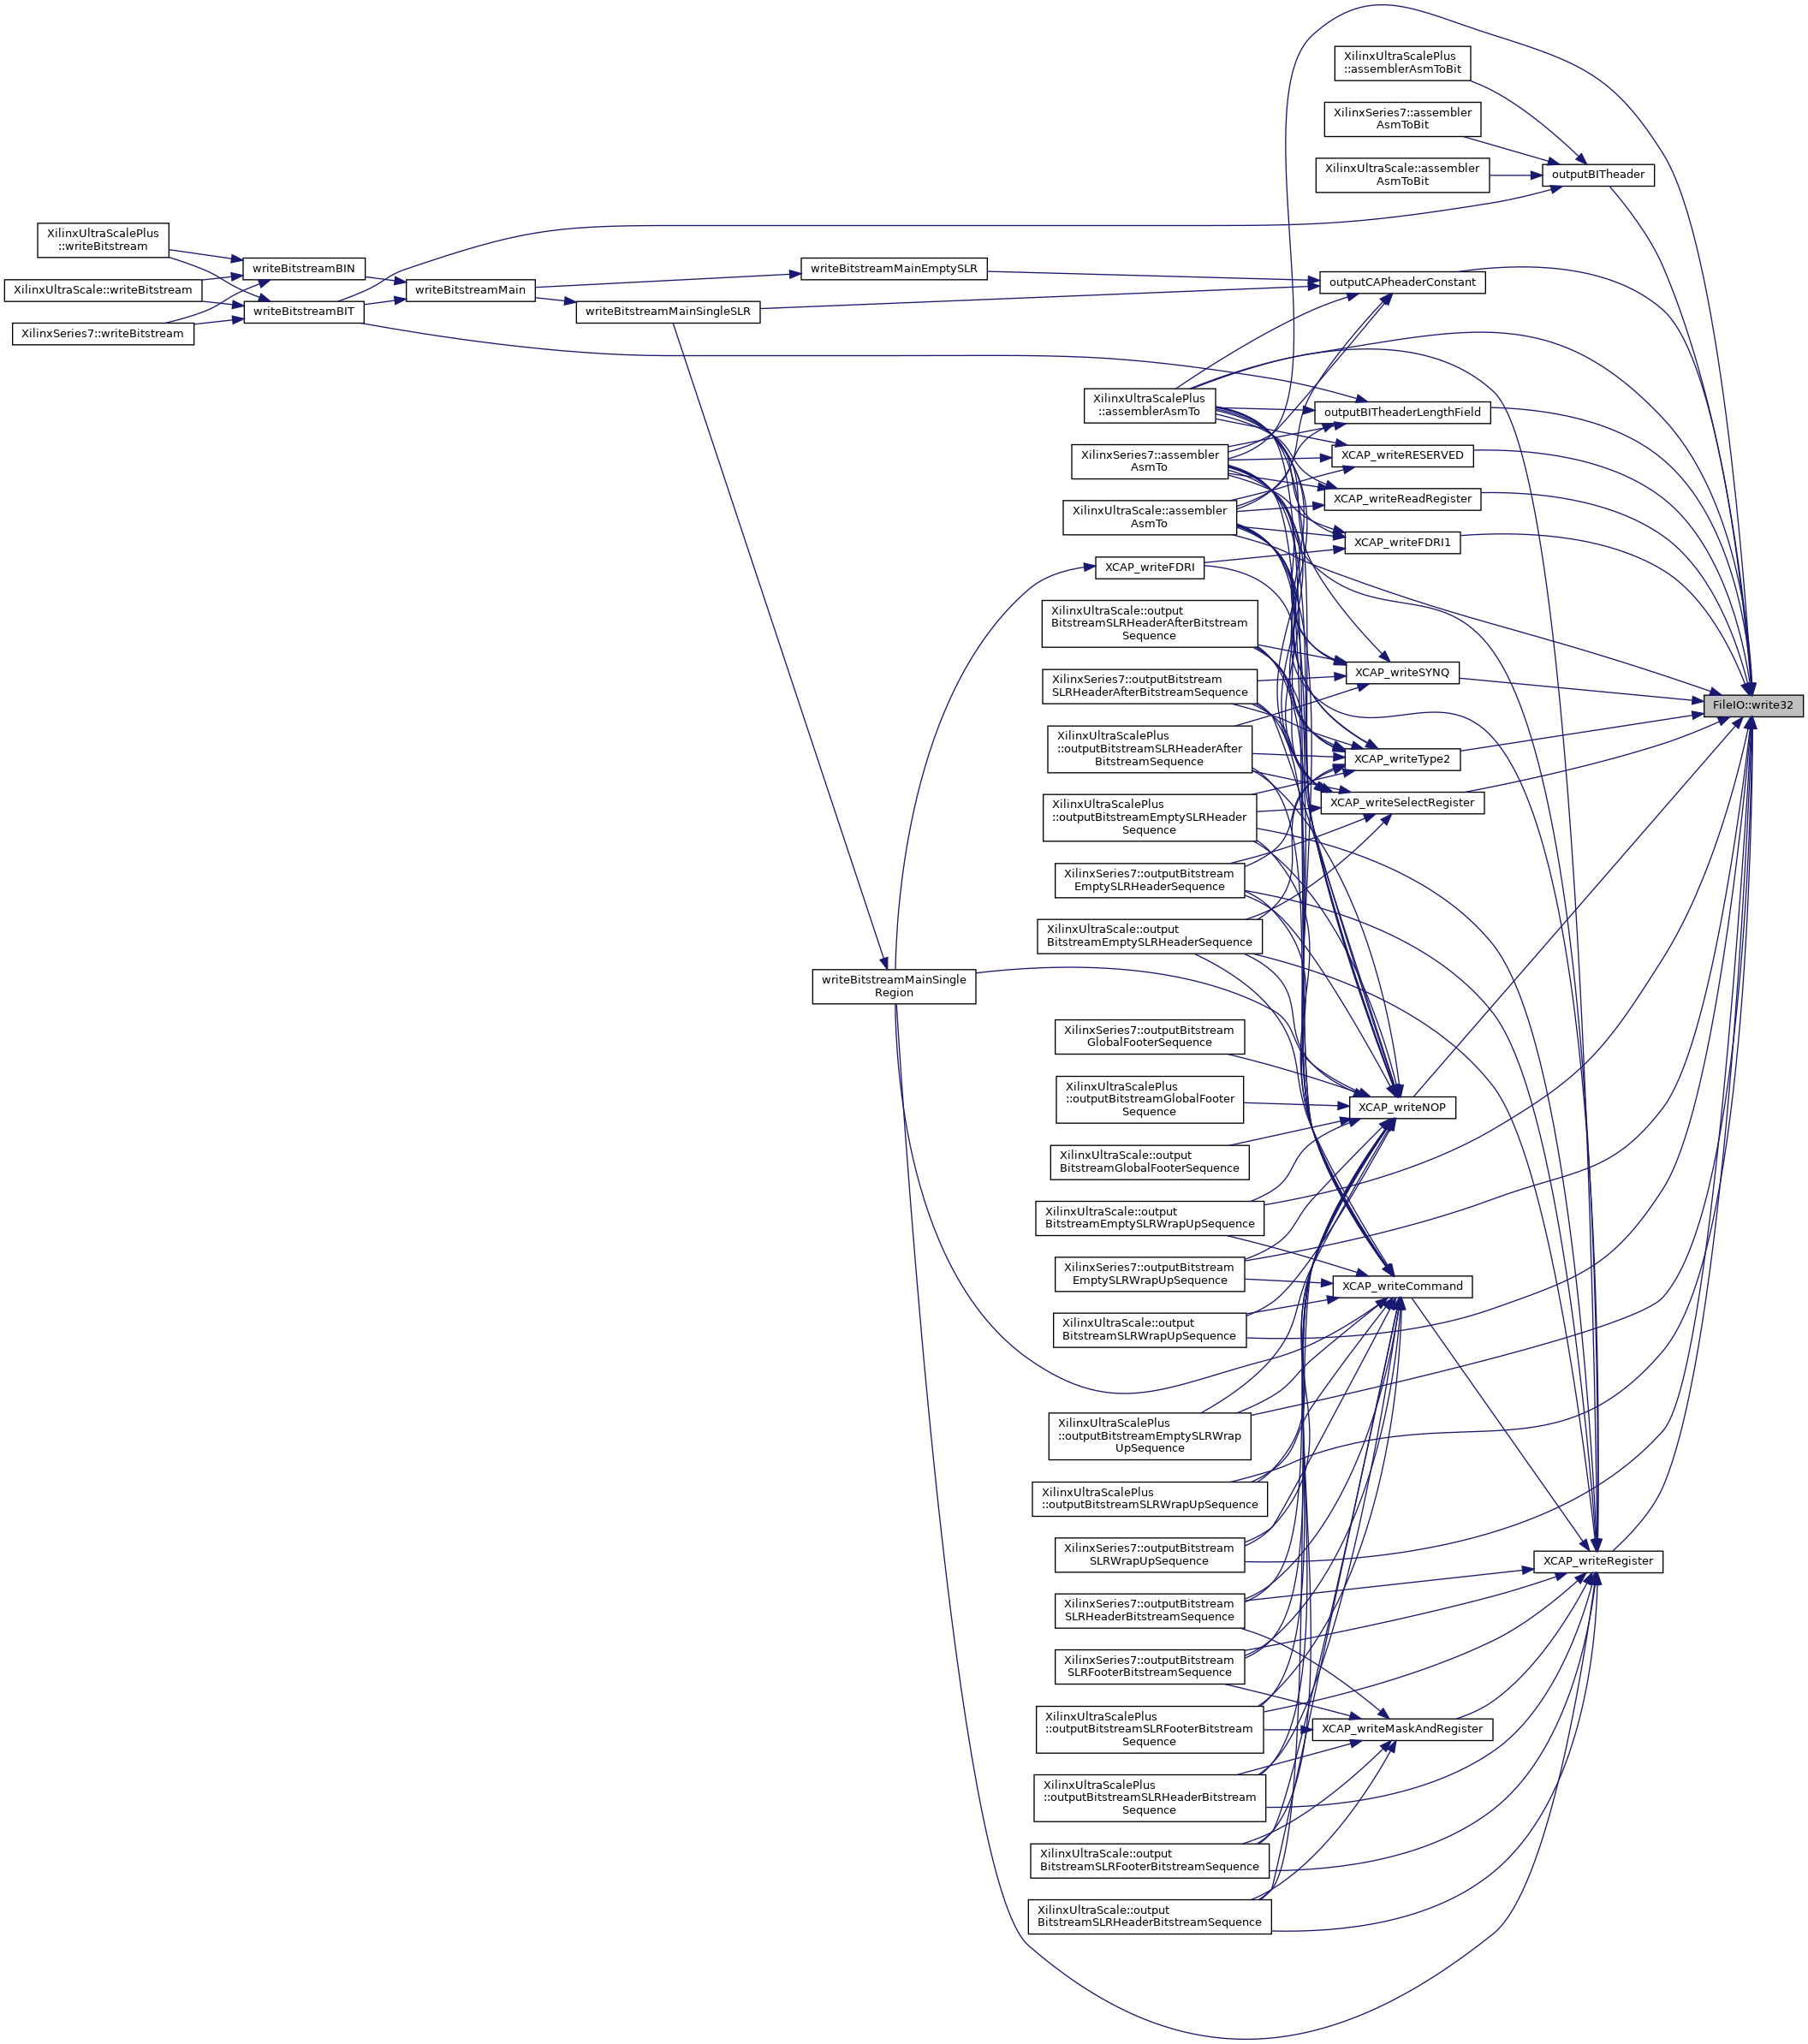 XilinxUltraScalePlus
::assemblerAsmToBit
XilinxSeries7::assembler
AsmToBit
XilinxUltraScale::assembler
AsmToBit
outputBITheader
XilinxUltraScalePlus
::writeBitstream
writeBitstreamBIN
XilinxUltraScale::writeBitstream
writeBitstreamMain
writeBitstreamMainEmptySLR
outputCAPheaderConstant
writeBitstreamBIT
writeBitstreamMainSingleSLR
XilinxSeries7::writeBitstream
XilinxUltraScalePlus
::assemblerAsmTo
outputBITheaderLengthField
XilinxSeries7::assembler
AsmTo
XCAP_writeRESERVED
XCAP_writeReadRegister
XilinxUltraScale::assembler
AsmTo
XCAP_writeFDRI1
XCAP_writeFDRI
XilinxUltraScale::output
BitstreamSLRHeaderAfterBitstream
Sequence
XCAP_writeSYNQ
XilinxSeries7::outputBitstream
SLRHeaderAfterBitstreamSequence
FileIO::write32
XilinxUltraScalePlus
::outputBitstreamSLRHeaderAfter
BitstreamSequence
XCAP_writeType2
XCAP_writeSelectRegister
XilinxUltraScalePlus
::outputBitstreamEmptySLRHeader
Sequence
XilinxSeries7::outputBitstream
EmptySLRHeaderSequence
XilinxUltraScale::output
BitstreamEmptySLRHeaderSequence
writeBitstreamMainSingle
Region
XilinxSeries7::outputBitstream
GlobalFooterSequence
XilinxUltraScalePlus
::outputBitstreamGlobalFooter
Sequence
XCAP_writeNOP
XilinxUltraScale::output
BitstreamGlobalFooterSequence
XilinxUltraScale::output
BitstreamEmptySLRWrapUpSequence
XilinxSeries7::outputBitstream
EmptySLRWrapUpSequence
XCAP_writeCommand
XilinxUltraScale::output
BitstreamSLRWrapUpSequence
XilinxUltraScalePlus
::outputBitstreamEmptySLRWrap
UpSequence
XilinxUltraScalePlus
::outputBitstreamSLRWrapUpSequence
XilinxSeries7::outputBitstream
SLRWrapUpSequence
XCAP_writeRegister
XilinxSeries7::outputBitstream
SLRHeaderBitstreamSequence
XilinxSeries7::outputBitstream
SLRFooterBitstreamSequence
XilinxUltraScalePlus
::outputBitstreamSLRFooterBitstream
Sequence
XCAP_writeMaskAndRegister
XilinxUltraScalePlus
::outputBitstreamSLRHeaderBitstream
Sequence
XilinxUltraScale::output
BitstreamSLRFooterBitstreamSequence
XilinxUltraScale::output
BitstreamSLRHeaderBitstreamSequence